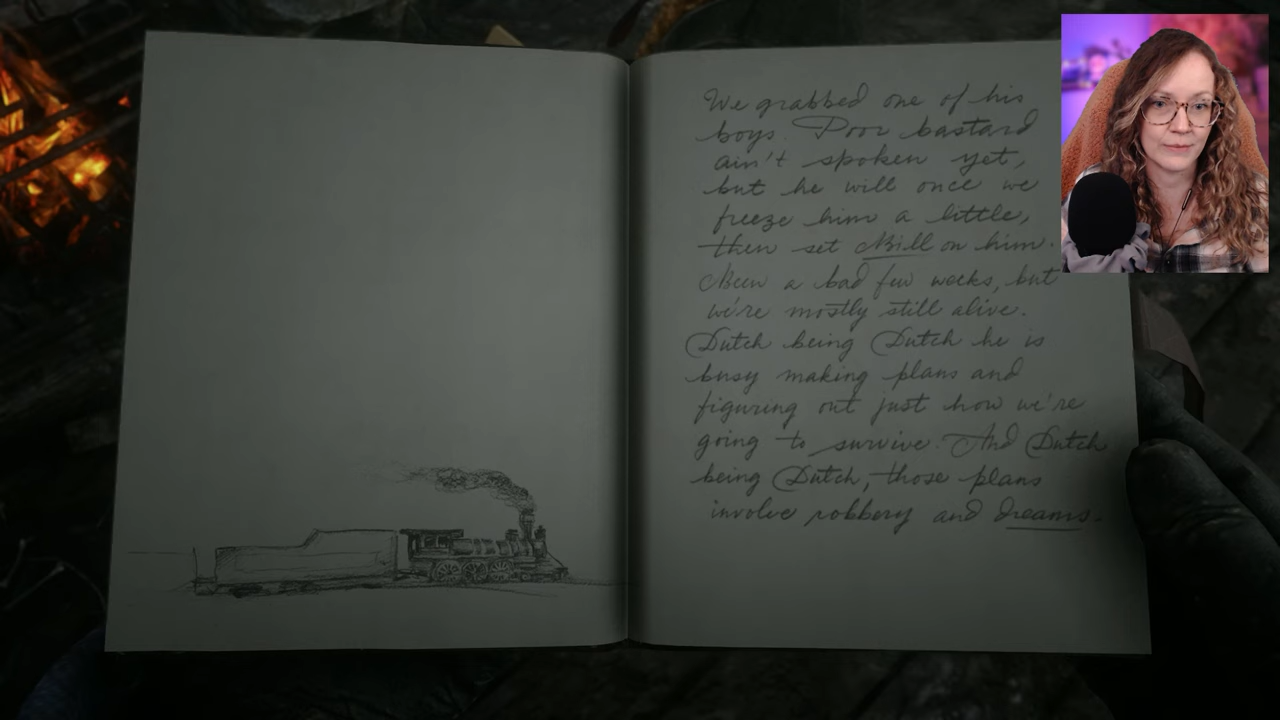 We grabbed one of his
boys. Poor bastard
ain't spoken yet,
but he will once we
freeze him a little,
then set Bill on him.
Been a bad few weeks, but
we're mostly still alive.
Dutch being Dutch he is
busy making plans and
figuring out just how we're
going to survive. And Dutch
being Dutch, those plans
involve robbery and dreams.